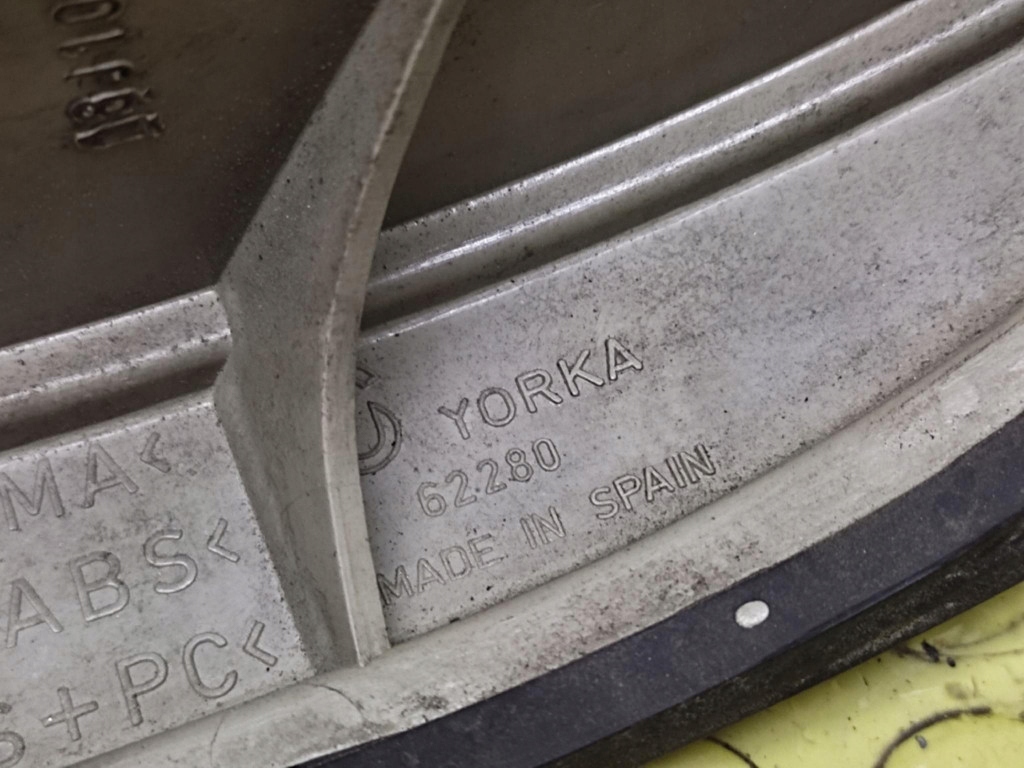 YORKA
62280
MADE IN SPAIN
MA<
ABS<
S+PC<